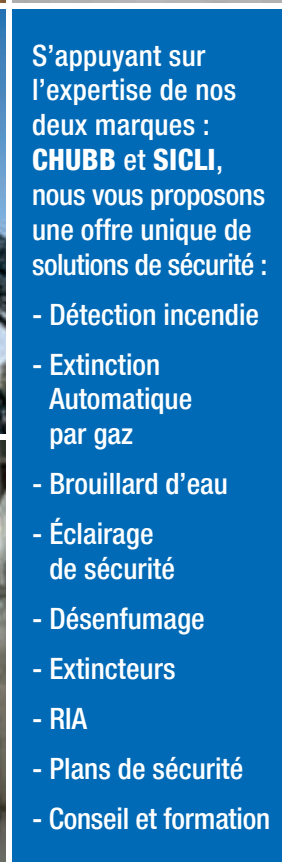 S’appuyant sur
l’expertise de nos
deux marques :
CHUBB et SICLI,
nous vous proposons
une offre unique de
solutions de sécurité :
- Détection incendie
- Extinction
Automatique
par gaz
- Brouillard d’eau
- Éclairage
de sécurité
- Désenfumage
- Extincteurs
- RIA
- Plans de sécurité
- Conseil et formation